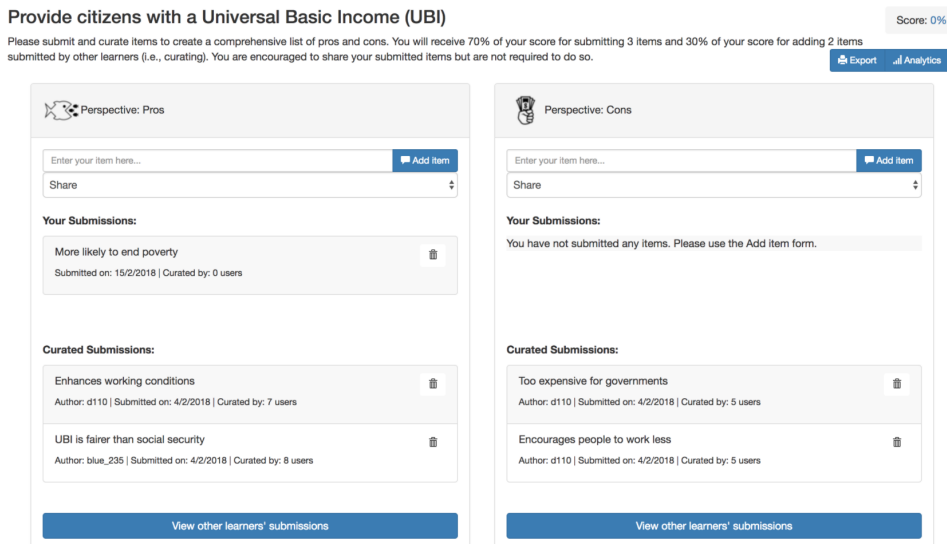 Provide citizens with a Universal Basic Income (UBI)
Score: 0%
Please submit and curate items to create a comprehensive list of pros and cons. You will receive 70% of your score for submitting 3 items and 30% of your score for adding 2 items
submitted by other learners (i.e., curating). You are encouraged to share your submitted items but are not required to do so.
Export
Analytics
Perspective: Pros
Enter your item here...
Add item
Share
Your Submissions:
More likely to end poverty
Submitted on: 15/2/2018 | Curated by: 0 users
Curated Submissions:
Enhances working conditions
Author: d110 | Submitted on: 4/2/2018 | Curated by: 7 users
UBI is fairer than social security
Author: blue_235 | Submitted on: 4/2/2018 | Curated by: 8 users
View other learners' submissions
Perspective: Cons
Enter your item here...
Add item
Share
Your Submissions:
You have not submitted any items. Please use the Add item form.
Curated Submissions:
Too expensive for governments
Author: d110 | Submitted on: 4/2/2018 | Curated by: 5 users
Encourages people to work less
Author: d110 | Submitted on: 4/2/2018 | Curated by: 5 users
View other learners' submissions